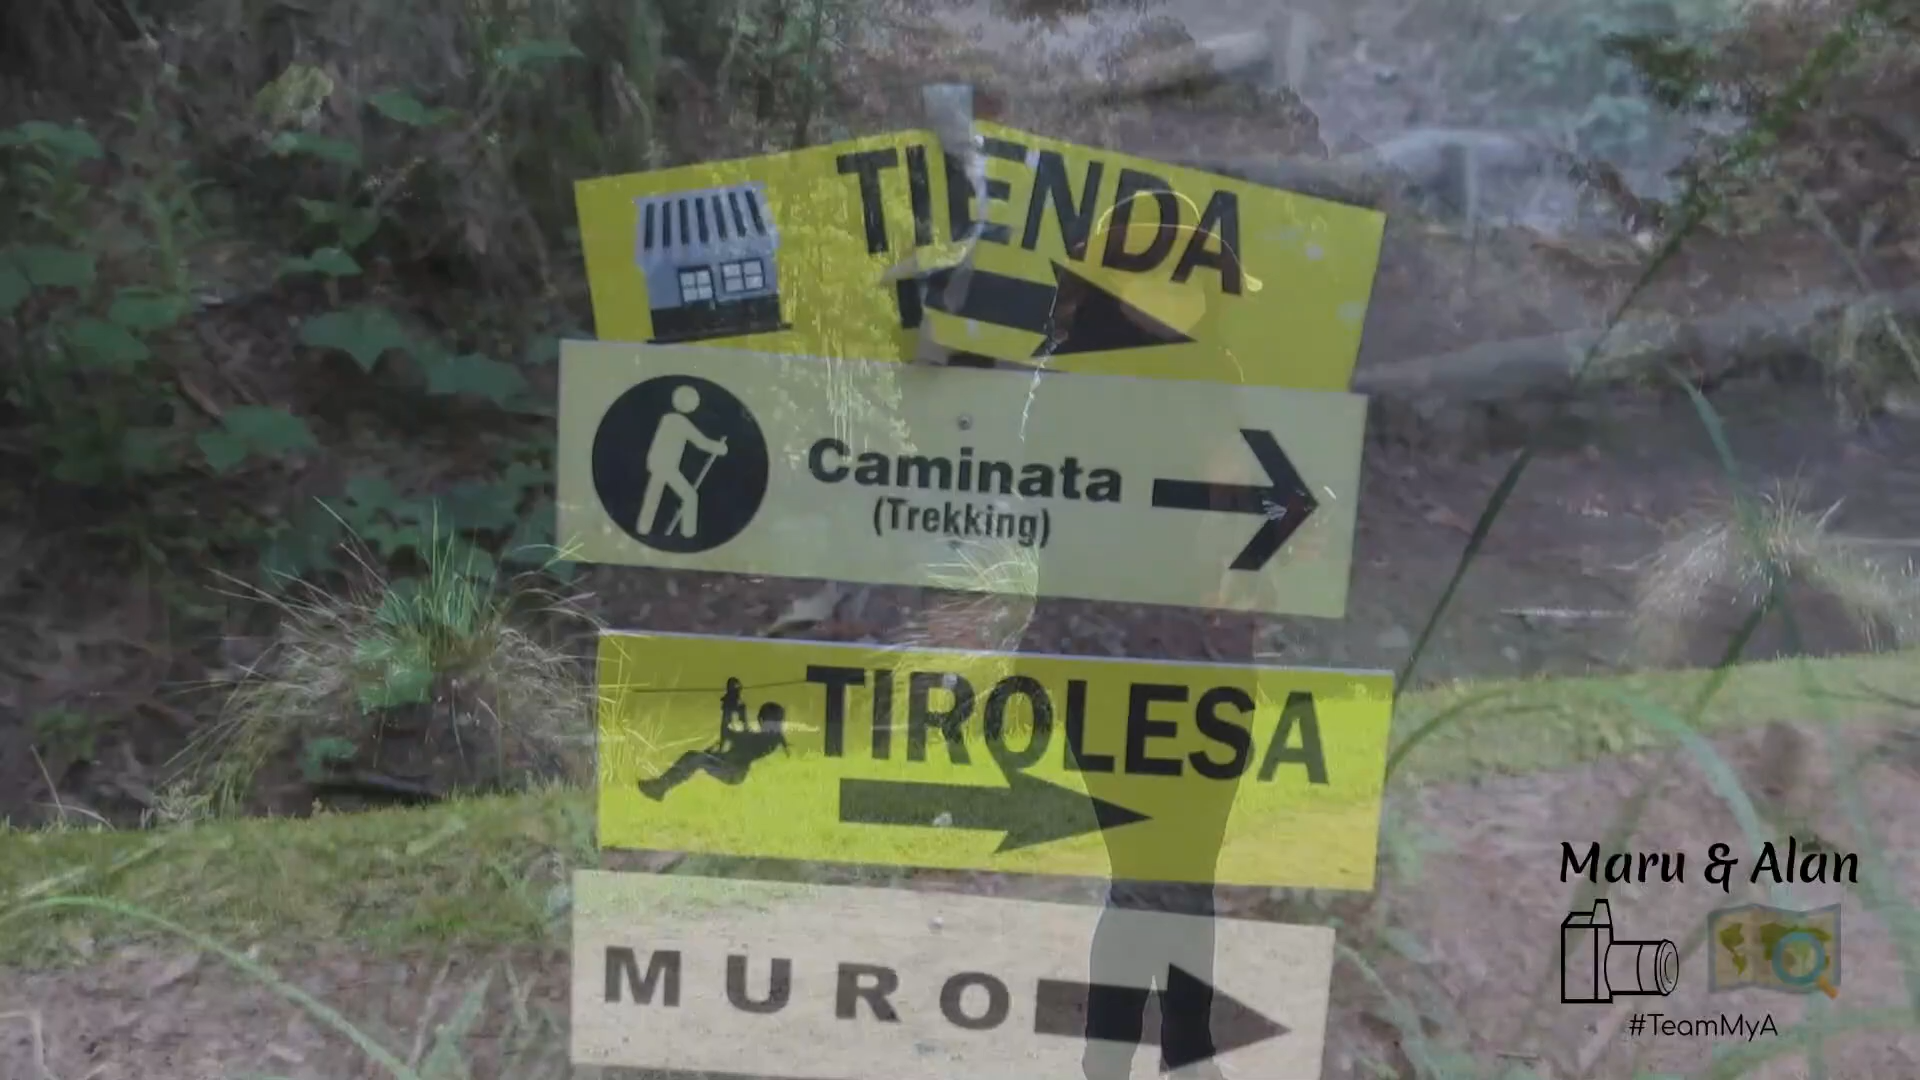 TIENDA
Caminata
(Trekking)
TIROLESA
MURO
Maru & Alan
#TeamMyA